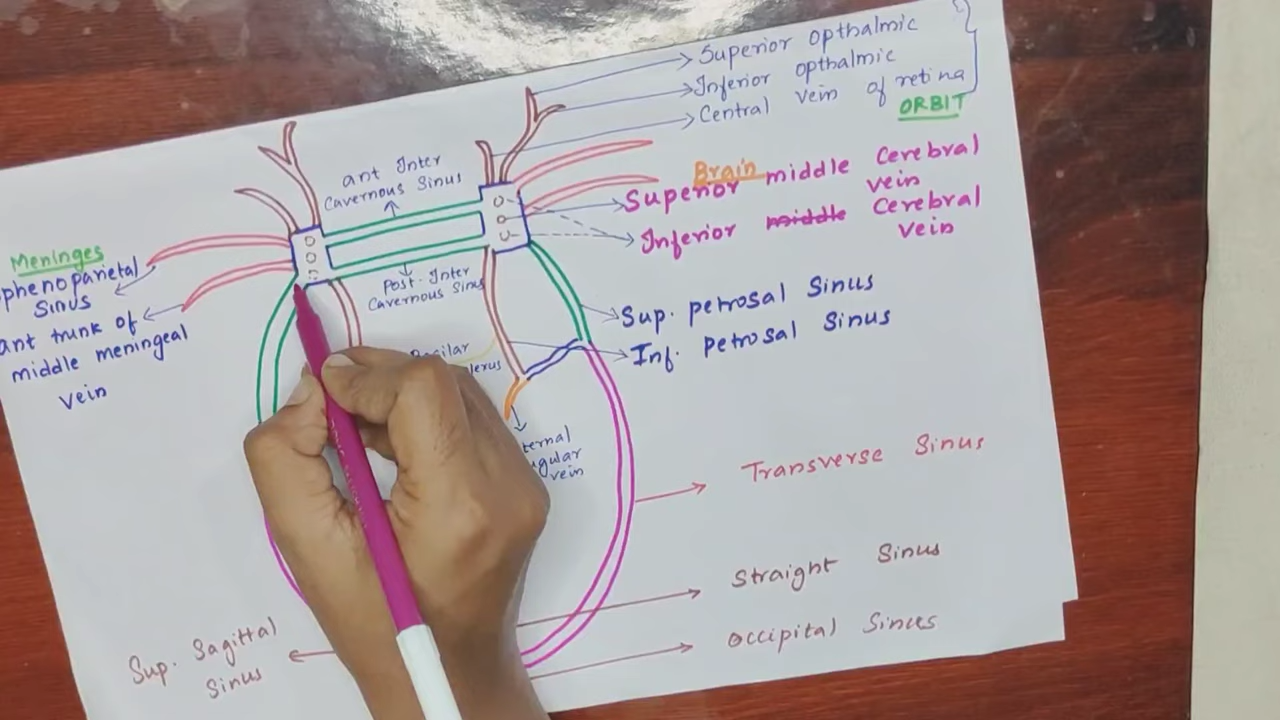 Superior opthalmic
Inferior opthalmic
Central vein of retina
ORBIT
ant Inter
Cavernous Sinus
Brain
Superior middle Cerebral
vein
Inferior middle Cerebral
vein
Meninges
Sinus
ant trunk of
middle meningeal
vein
Post. Inter
Cavernous Sinus
Sup. petrosal Sinus
Inf. petrosal Sinus
vein
Transverse Sinus
Straight Sinus
Occipital Sinus
Sup. Sagittal
Sinus